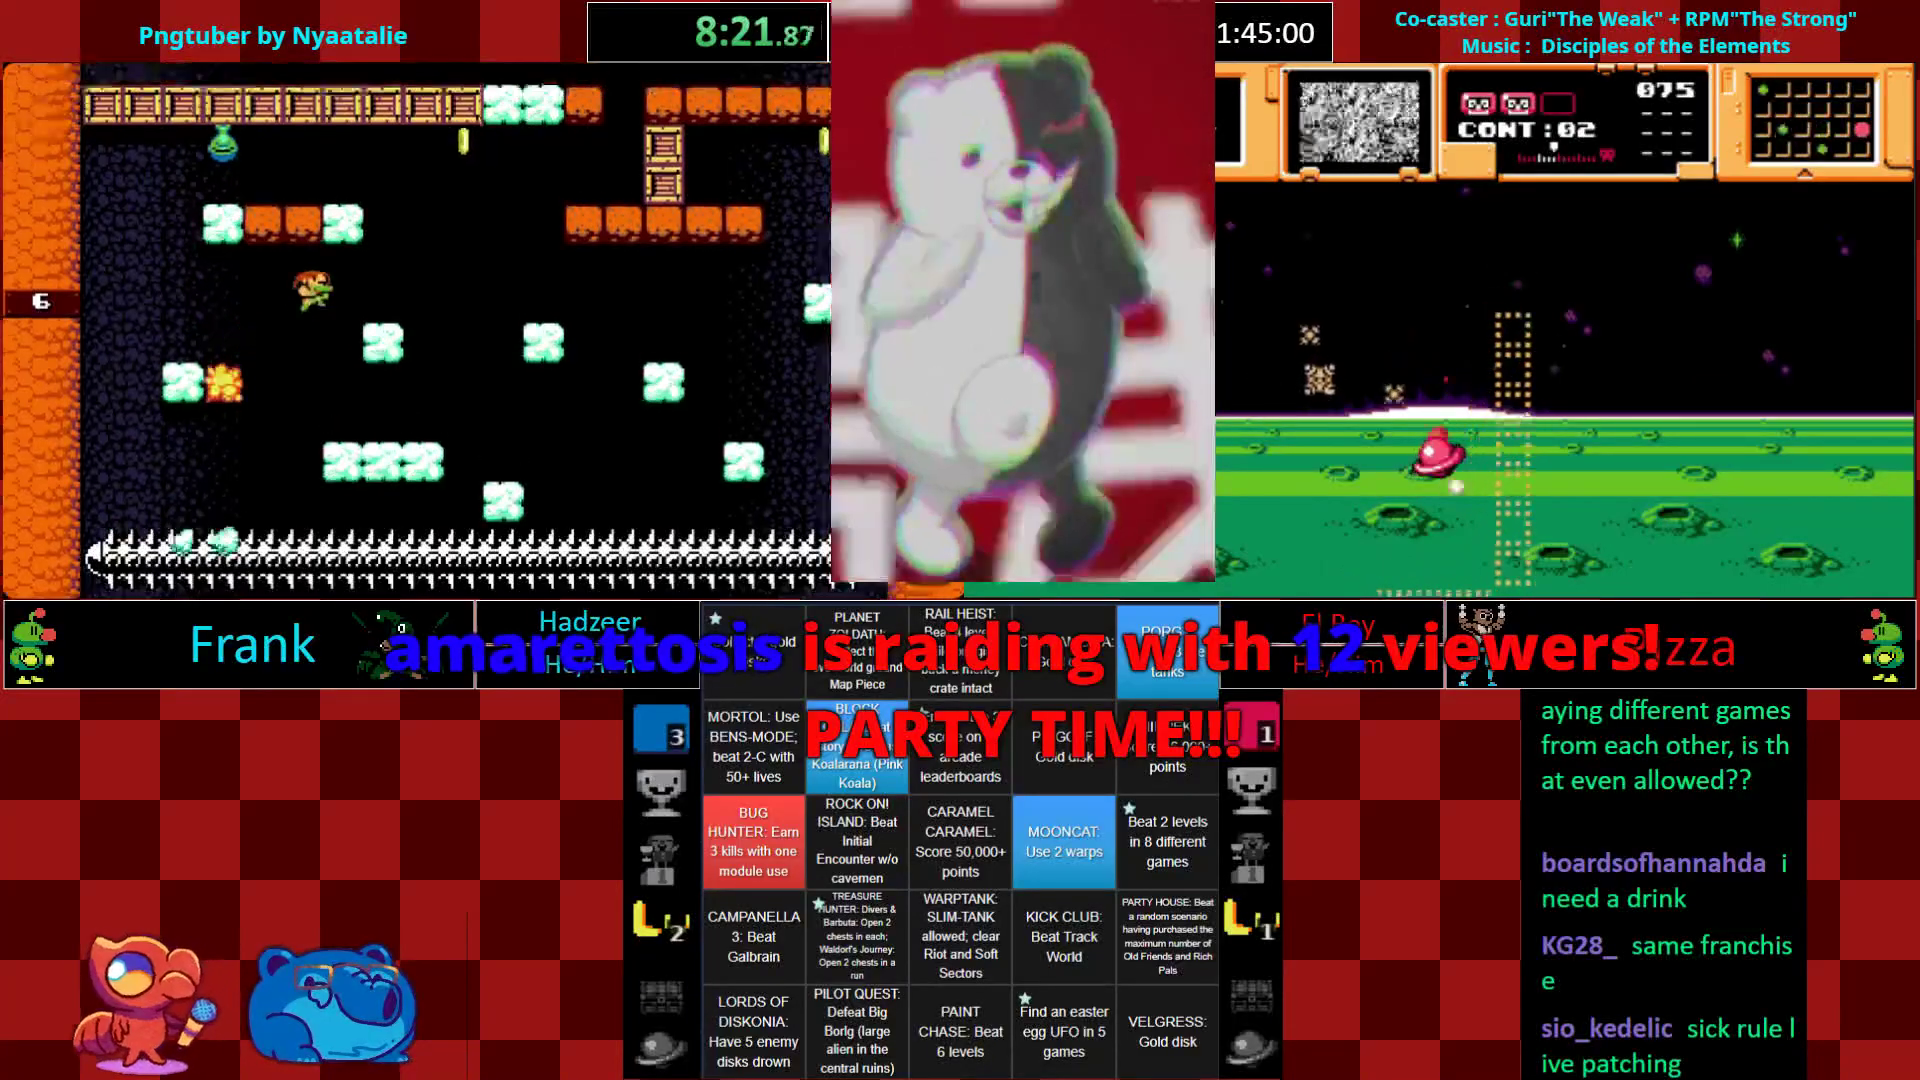 Pngtuber by Nyaatalie
8:21.87
1:45:00
Co-caster : Guri"The Weak" + RPM"The Strong"
Music : Disciples of the Elements
6
CONT:02
075
Frank
Hadzeer
amarettosis is raiding with 12 viewers!
PARTY TIME!!!
PLANET
Map Piece
RAIL HEIST:
crate intact
tanks
3
1
MORTOL: Use
BENS-MODE;
beat 2-C with
50+ lives
BLOCK
Koalarana (Pink
Koala)
score on
arcade
leaderboards
Gold disk
points
BUG
HUNTER: Earn
3 kills with one
module use
ROCK ON!
ISLAND: Beat
Initial
Encounter w/o
cavemen
CARAMEL
CARAMEL:
Score 50,000+
points
MOONCAT:
Use 2 warps
Beat 2 levels
in 8 different
games
2
1
CAMPANELLA
3: Beat
Galbrain
TREASURE
HUNTER: Divers &
Barbuta: Open 2
chests in each;
Waldorf's Journey:
Open 2 chests in a
run
WARPTANK:
SLIM-TANK
allowed; clear
Riot and Soft
Sectors
KICK CLUB:
Beat Track
World
PARTY HOUSE: Beat
a random scenario
having purchased the
maximum number of
Old Friends and Rich
Pals
LORDS OF
DISKONIA:
Have 5 enemy
disks drown
PILOT QUEST:
Defeat Big
Borlg (large
alien in the
central ruins)
PAINT
CHASE: Beat
6 levels
Find an easter
egg UFO in 5
games
VELGRESS:
Gold disk
aying different games
from each other, is th
at even allowed??
boardsofhannahda i
need a drink
KG28_ same franchis
e
sio_kedelic sick rule l
ive patching